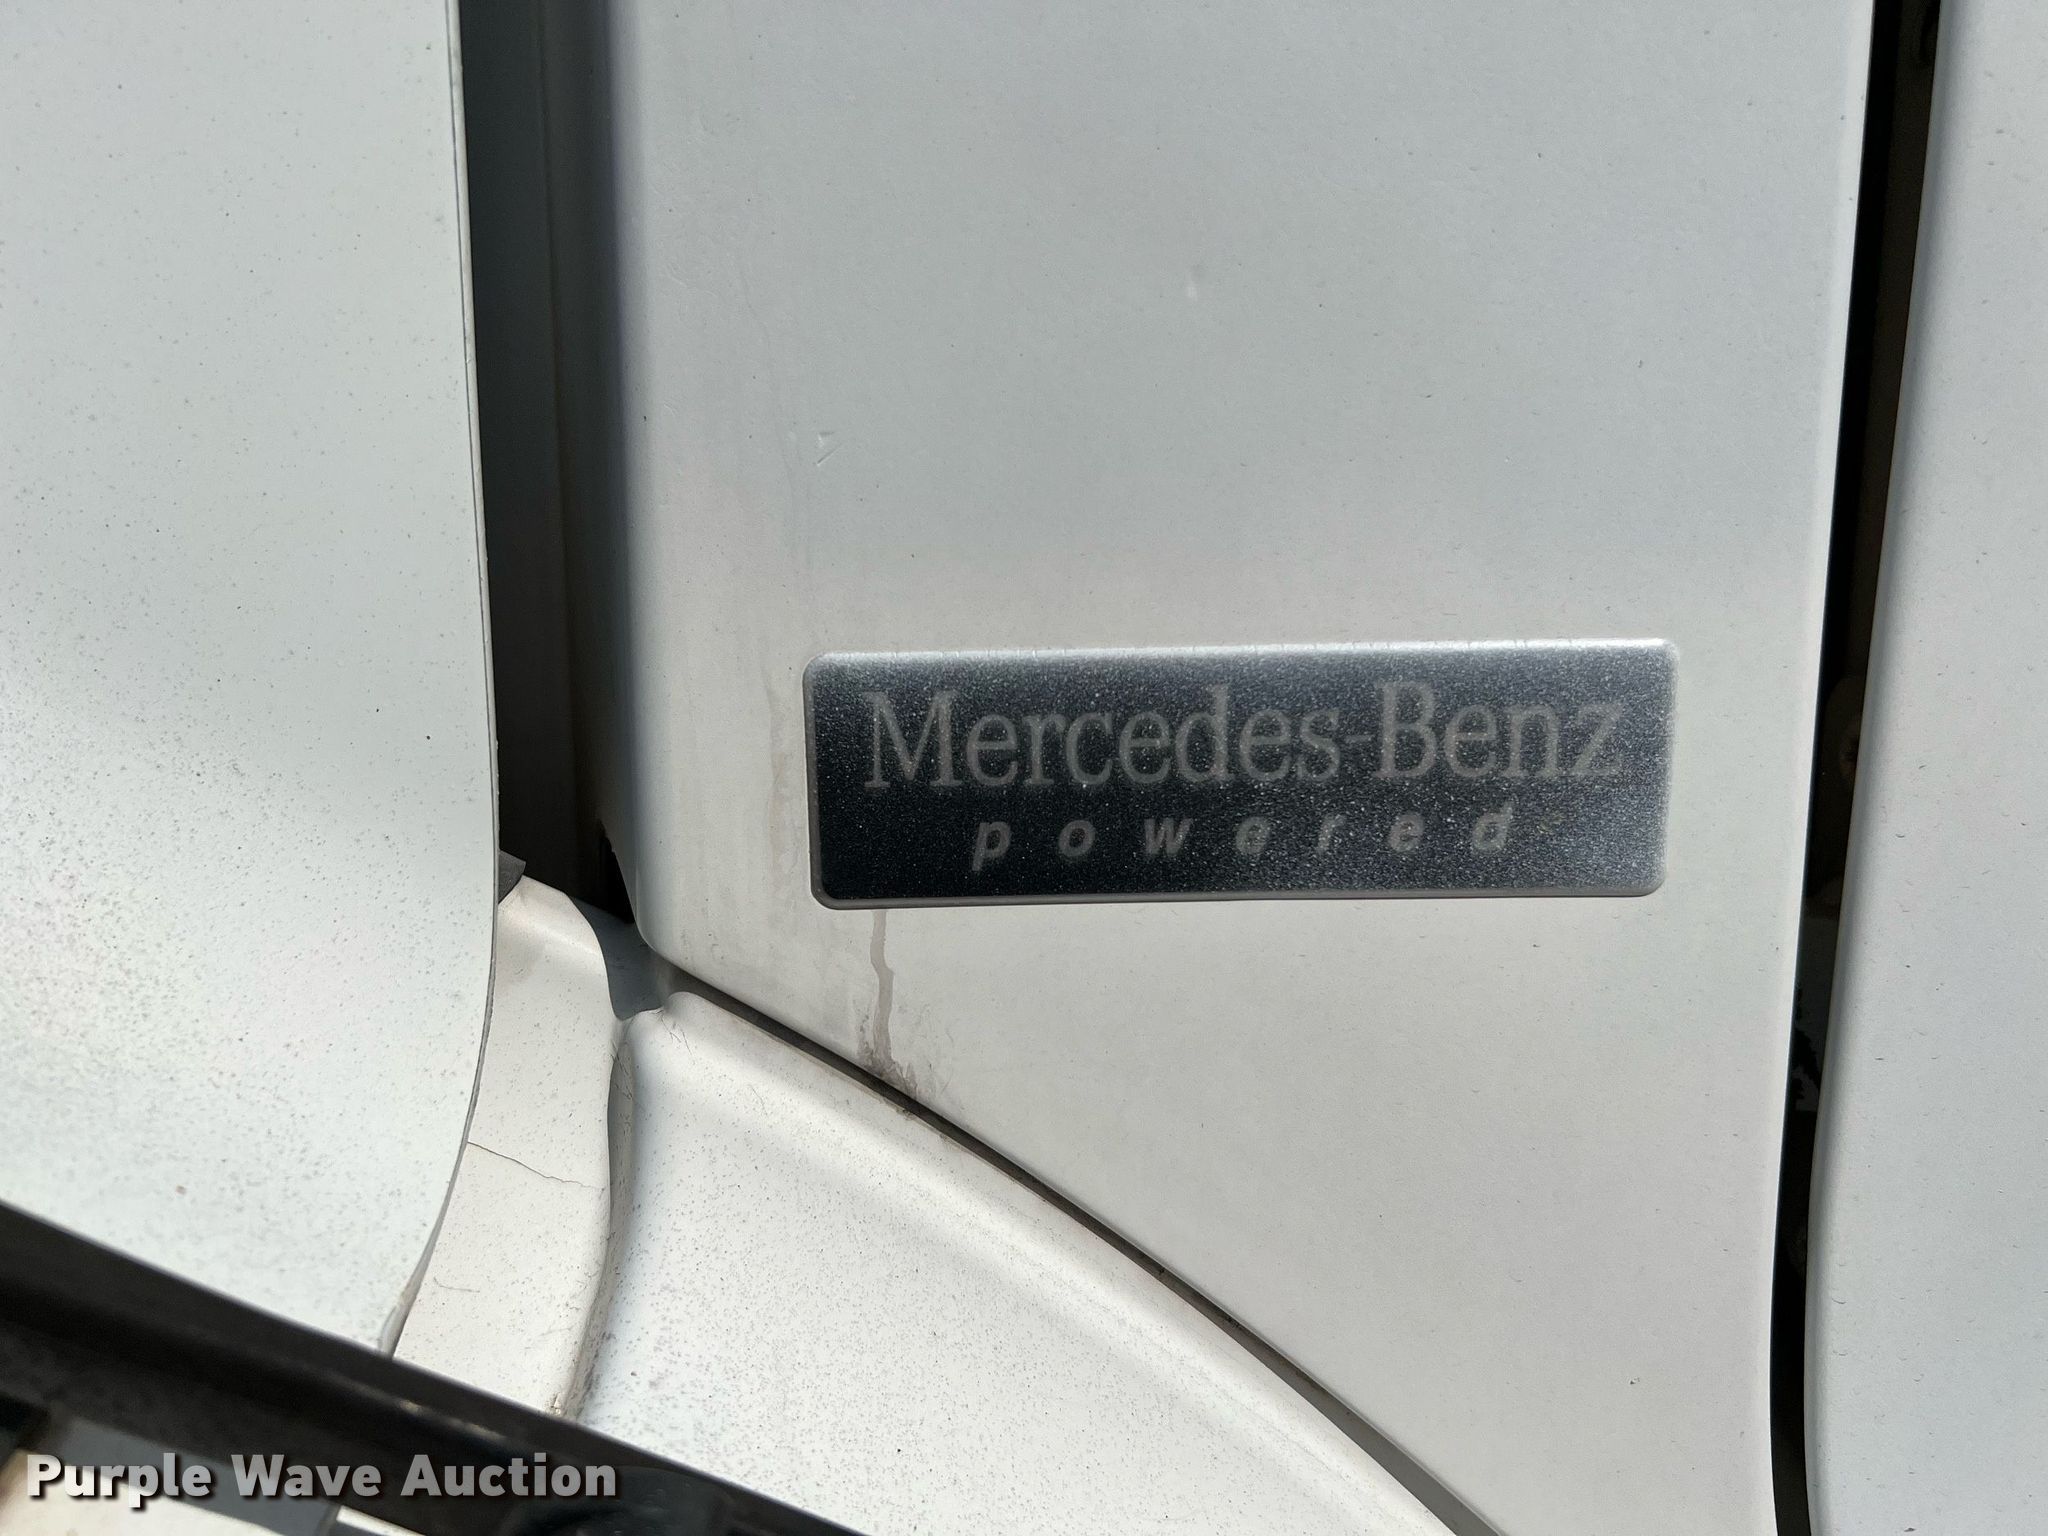 Mercedes-Benz
powered
Purple Wave Auction